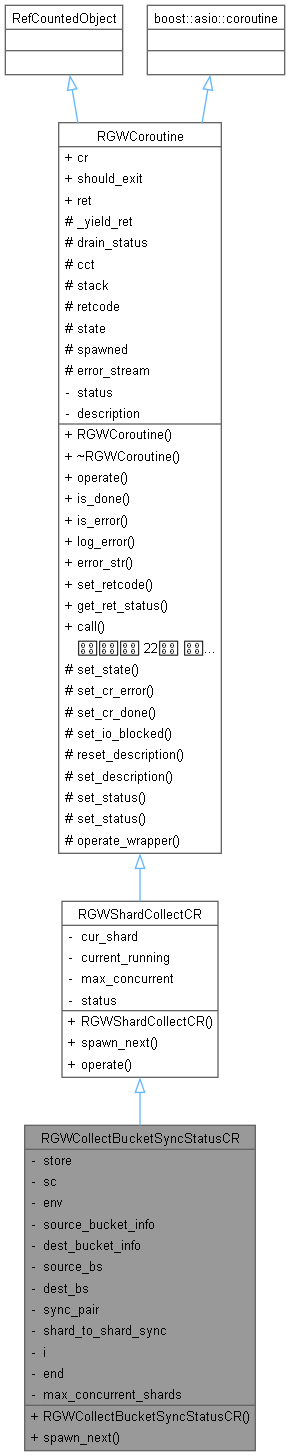 RefCountedObject
boost::asio::coroutine
RGWCoroutine
+ cr
+ should_exit
+ ret
# _yield_ret
# drain_status
# cct
# stack
# retcode
# state
# spawned
# error_stream
- status
- description
+ RGWCoroutine()
+ ~RGWCoroutine()
+ operate()
+ is_done()
+ is_error()
+ log_error()
+ error_str()
+ set_retcode()
+ get_ret_status()
+ call()
22 ...
# set_state()
# set_cr_error()
# set_cr_done()
# set_io_blocked()
# reset_description()
# set_description()
# set_status()
# set_status()
# operate_wrapper()
RGWShardCollectCR
- cur_shard
- current_running
- max_concurrent
- status
+ RGWShardCollectCR()
+ spawn_next()
+ operate()
RGWCollectBucketSyncStatusCR
- store
- sc
- env
- source_bucket_info
- dest_bucket_info
- source_bs
- dest_bs
- sync_pair
- shard_to_shard_sync
- i
- end
- max_concurrent_shards
+ RGWCollectBucketSyncStatusCR()
+ spawn_next()